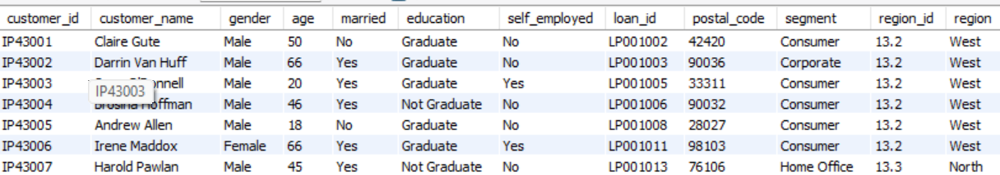 customer_id customer_name gender age married education self_employed loan_id postal_code segment region_id region
IP43001 Claire Gute Male 50 No Graduate No LP001002 42420 Consumer 13.2 West
IP43002 Darrin Van Huff Male 66 Yes Graduate No LP001003 90036 Corporate 13.2 West
IP43003 nnell Male 20 Yes Graduate Yes LP001005 33311 Consumer 13.2 West
IP43003
IP43004 Hoffman Male 46 Yes Not Graduate No LP001006 90032 Consumer 13.2 West
IP43005 Andrew Allen Male 18 No Graduate No LP001008 28027 Consumer 13.2 West
IP43006 Irene Maddox Female 66 Yes Graduate Yes LP001011 98103 Consumer 13.2 West
IP43007 Harold Pawlan Male 45 Yes Not Graduate No LP001013 76106 Home Office 13.3 North